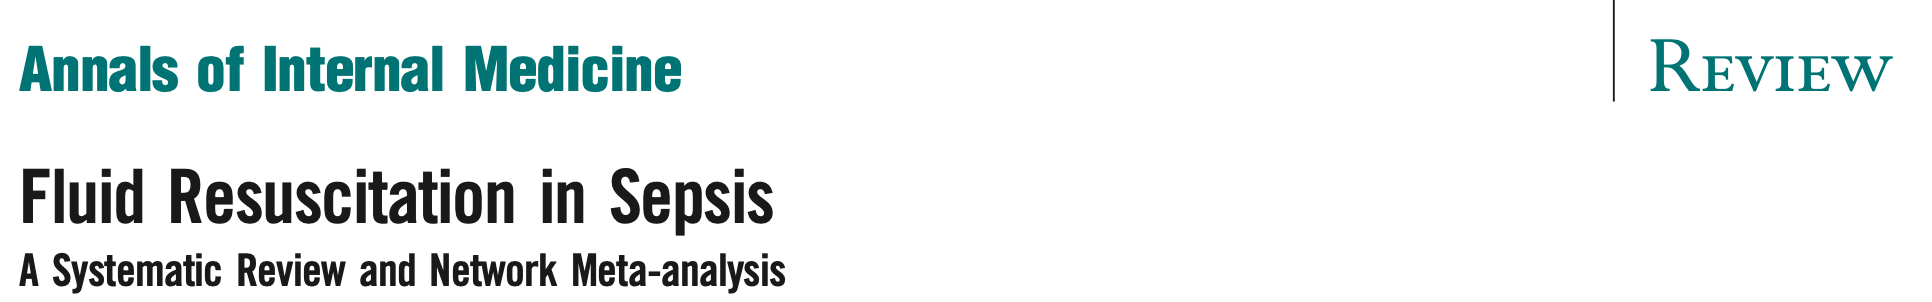 Annals of Internal Medicine
REVIEW
Fluid Resuscitation in Sepsis
A Systematic Review and Network Meta-analysis